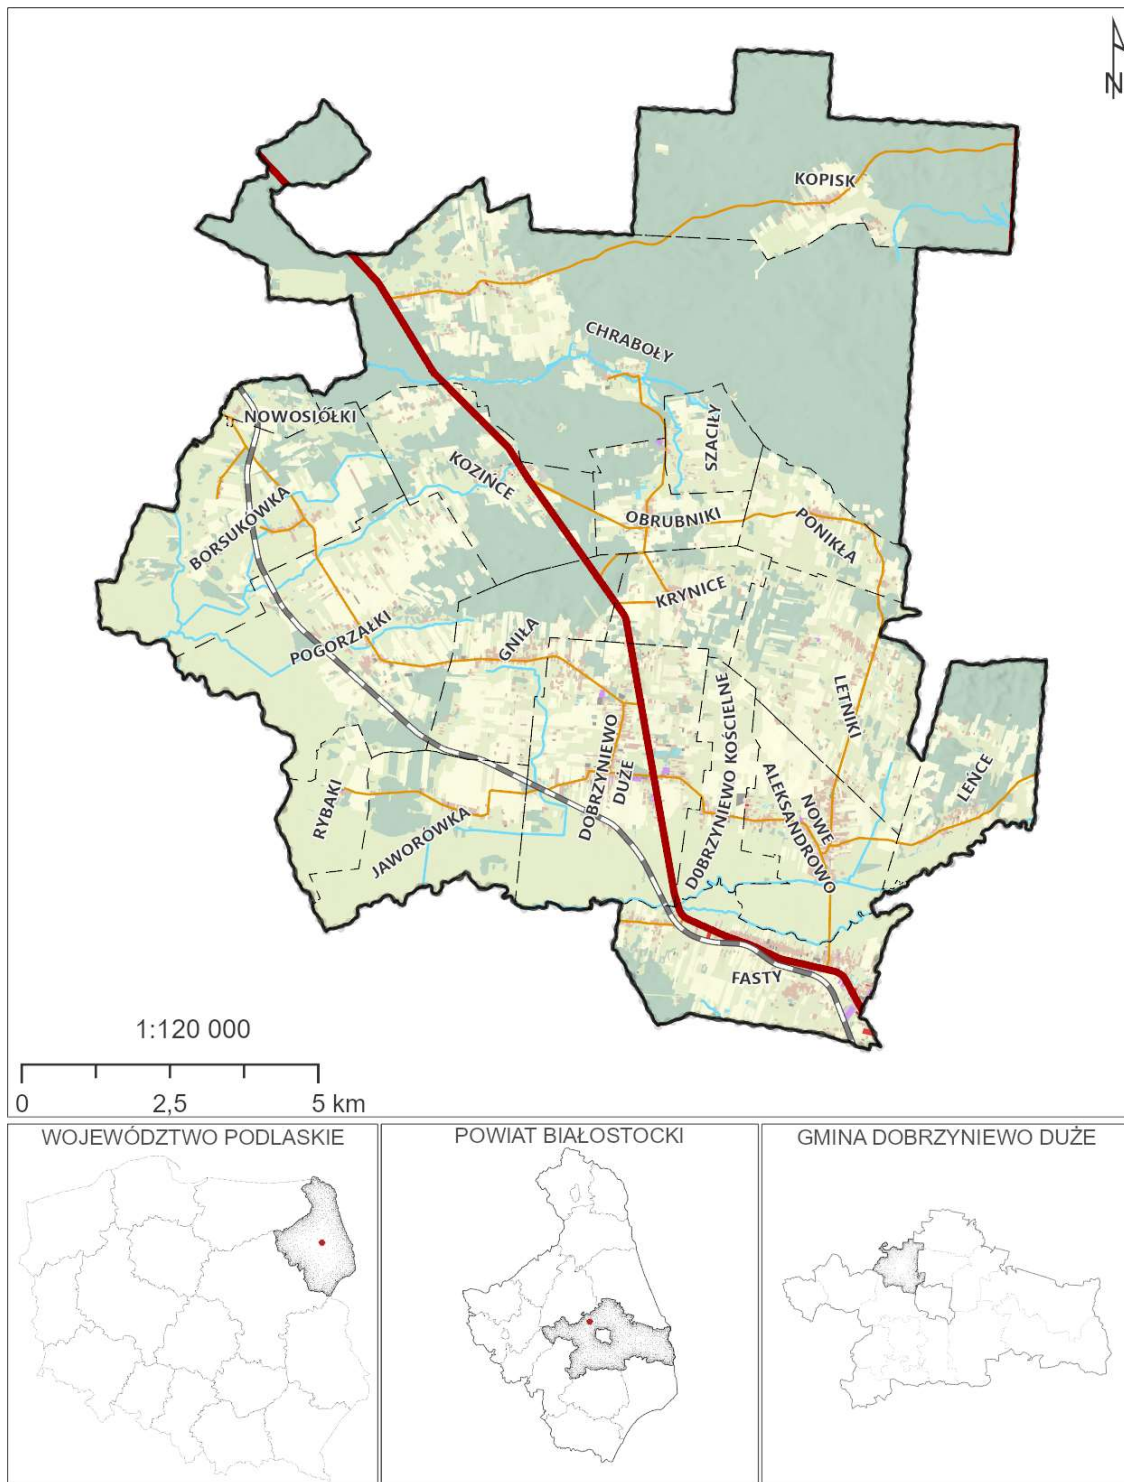 N
KOPISK
CHRABOŁY
NOWOSIÓŁKI
SZACIŁY
KOZIŃCE
BORSUKÓWKA
OBRUBNIKI
PONIKŁA
KRYNICE
POGORZAŁKI
GNIŁA
LETNIKI
DOBRZYNIEWO
DUŻE
DOBRZYNIEWO KOŚCIELNE
NOWE
ALEKSANDROWO
LEŃCE
RYBAKI
JAWORÓWKA
FASTY
1:120 000
0 2,5 5 km
WOJEWÓDZTWO PODLASKIE
POWIAT BIAŁOSTOCKI
GMINA DOBRZYNIEWO DUŻE